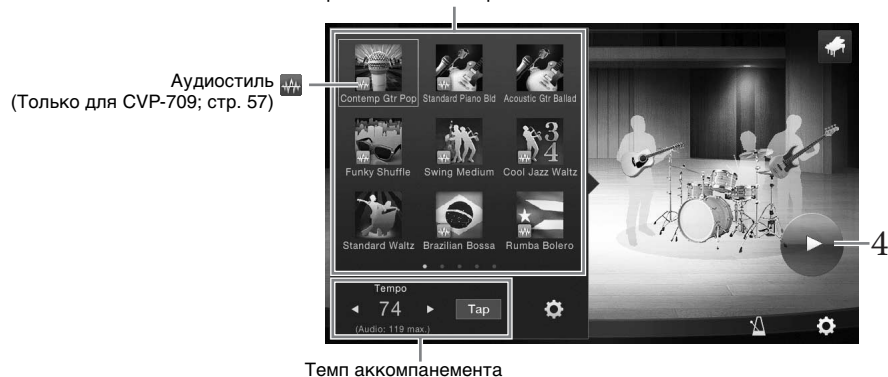 Аудиостиль
(Только для CVP-709; стр. 57)
Contemp Gtr Pop
Standard Piano Bld
Acoustic Gtr Ballad
3
4
Funky Shuffle
Swing Medium
Cool Jazz Waltz
Standard Waltz
Brazilian Bossa
Rumba Bolero
4
Tempo
74
Tap
(Audio: 119 max.)
Темп аккомпанемента